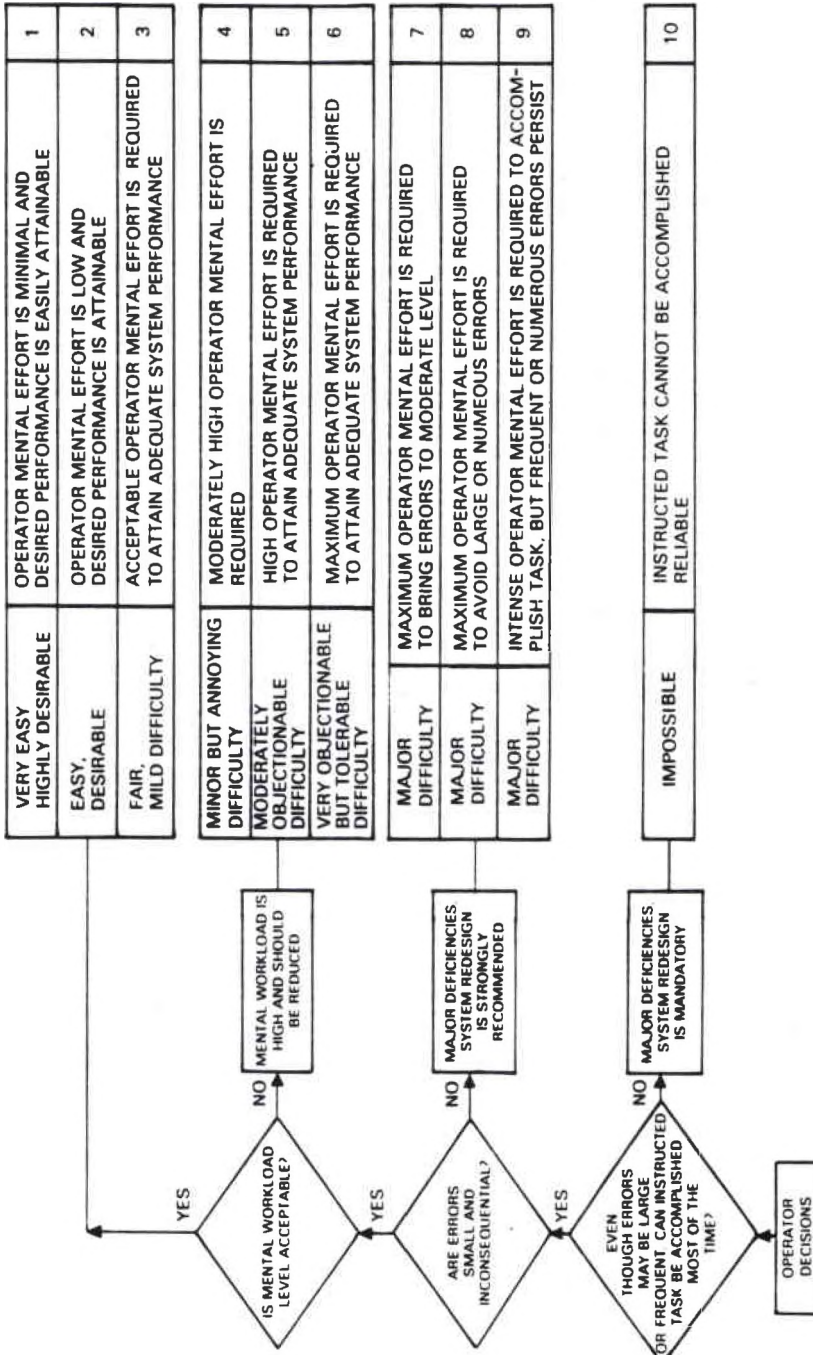 VERY EASY
HIGHLY DESIRABLE
OPERATOR MENTAL EFFORT IS MINIMAL AND
DESIRED PERFORMANCE IS EASILY ATTAINABLE
1
EASY,
DESIRABLE
OPERATOR MENTAL EFFORT IS LOW AND
DESIRED PERFORMANCE IS ATTAINABLE
2
FAIR,
MILD DIFFICULTY
ACCEPTABLE OPERATOR MENTAL EFFORT IS REQUIRED
TO ATTAIN ADEQUATE SYSTEM PERFORMANCE
3
YES
IS MENTAL WORKLOAD
LEVEL ACCEPTABLE?
NO
MENTAL WORKLOAD IS
HIGH AND SHOULD
BE REDUCED
MINOR BUT ANNOYING
DIFFICULTY
MODERATELY HIGH OPERATOR MENTAL EFFORT IS
REQUIRED
4
MODERATELY
OBJECTIONABLE
DIFFICULTY
HIGH OPERATOR MENTAL EFFORT IS REQUIRED
TO ATTAIN ADEQUATE SYSTEM PERFORMANCE
5
VERY OBJECTIONABLE
BUT TOLERABLE
DIFFICULTY
MAXIMUM OPERATOR MENTAL EFFORT IS REQUIRED
TO ATTAIN ADEQUATE SYSTEM PERFORMANCE
6
YES
ARE ERRORS
SMALL AND
INCONSEQUENTIAL?
NO
MAJOR DEFICIENCIES
SYSTEM REDESIGN
IS STRONGLY
RECOMMENDED
MAJOR
DIFFICULTY
MAXIMUM OPERATOR MENTAL EFFORT IS REQUIRED
TO BRING ERRORS TO MODERATE LEVEL
7
MAJOR
DIFFICULTY
MAXIMUM OPERATOR MENTAL EFFORT IS REQUIRED
TO AVOID LARGE OR NUMEOUS ERRORS
8
MAJOR
DIFFICULTY
INTENSE OPERATOR MENTAL EFFORT IS REQUIRED TO ACCOM-
PLISH TASK, BUT FREQUENT OR NUMEROUS ERRORS PERSIST
9
YES
EVEN
THOUGH ERRORS
MAY BE LARGE
OR FREQUENT CAN INSTRUCTED
TASK BE ACCOMPLISHED
MOST OF THE
TIME?
NO
MAJOR DEFICIENCIES
SYSTEM REDESIGN
IS MANDATORY
IMPOSSIBLE
INSTRUCTED TASK CANNOT BE ACCOMPLISHED
RELIABLE
10
OPERATOR
DECISIONS